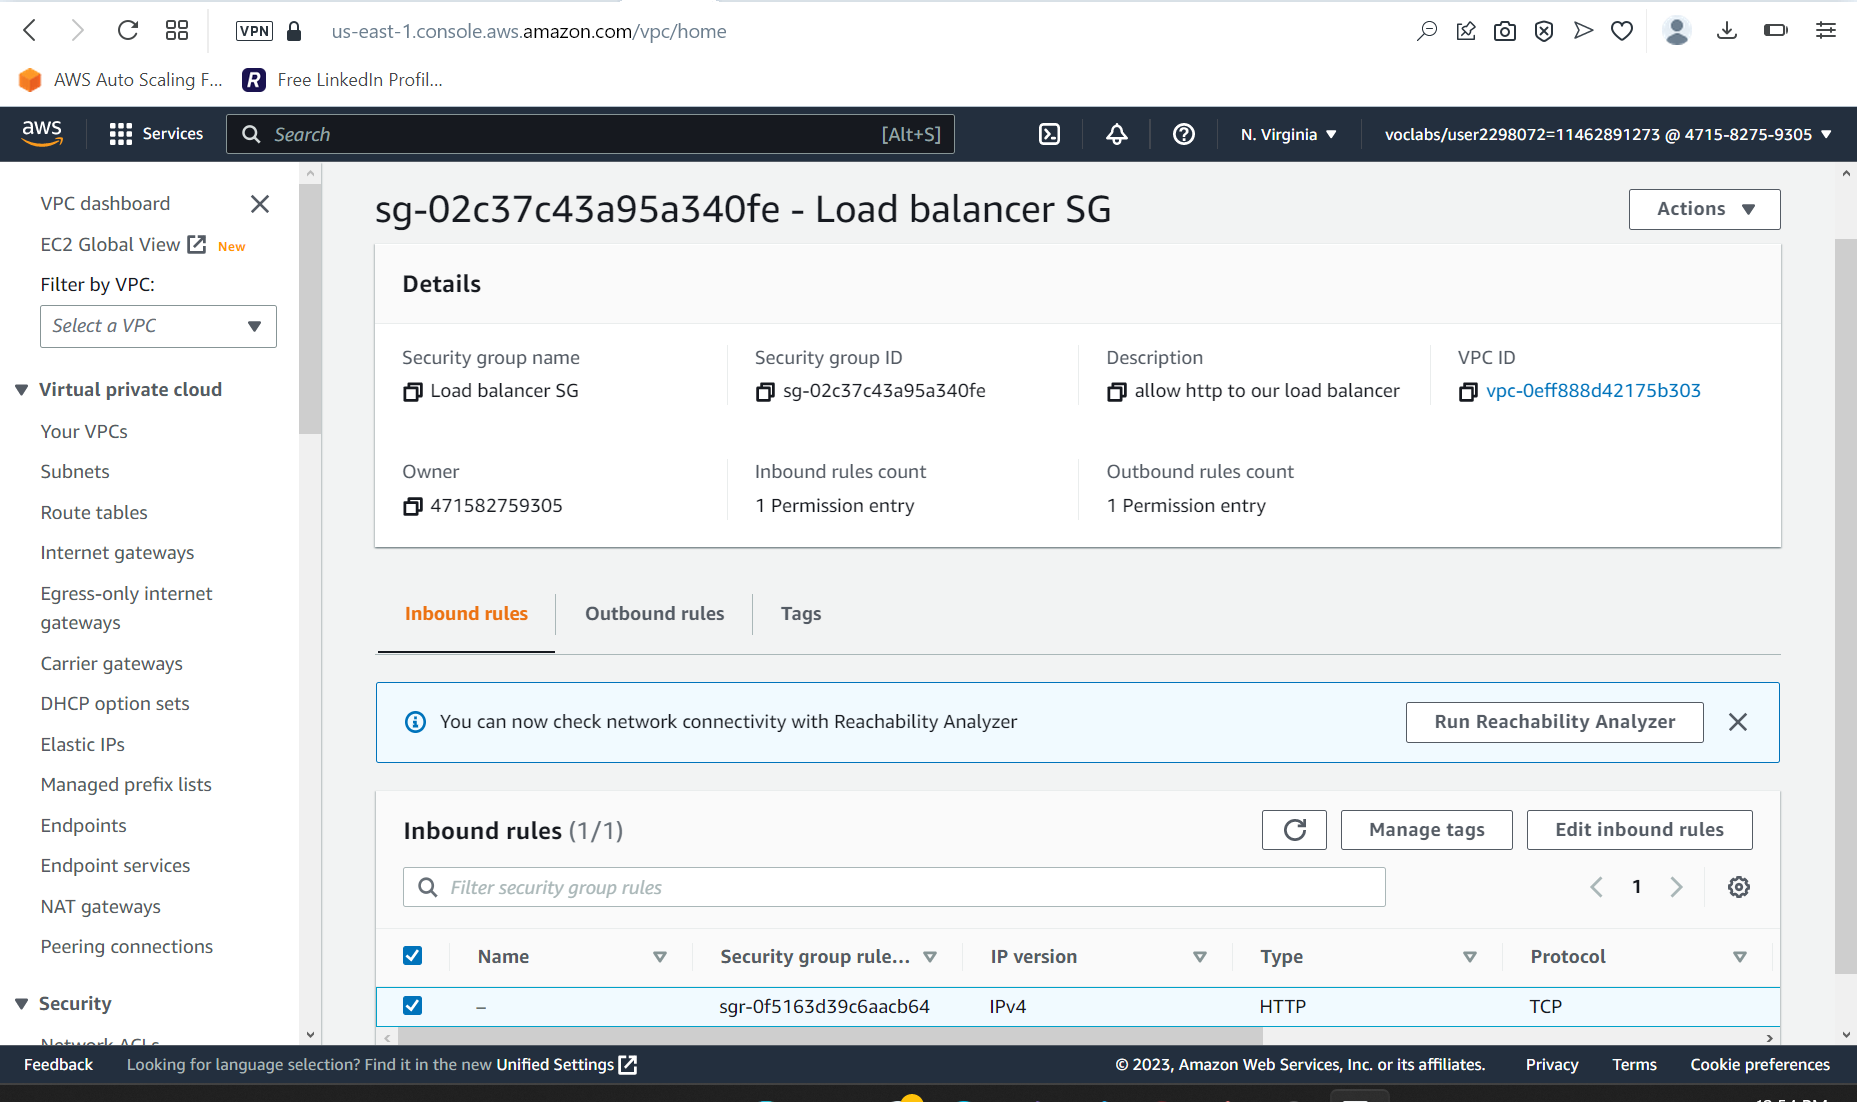 VPN
us-east-1.console.aws.amazon.com/vpc/home
AWS Auto Scaling F...
R Free LinkedIn Profil...
aws
Services
Search [Alt+S]
N. Virginia
voclabs/user2298072=11462891273 @ 4715-8275-9305
VPC dashboard
EC2 Global View New
Filter by VPC:
Select a VPC
Virtual private cloud
Your VPCs
Subnets
Route tables
Internet gateways
Egress-only internet
gateways
Carrier gateways
DHCP option sets
Elastic IPs
Managed prefix lists
Endpoints
Endpoint services
NAT gateways
Peering connections
Security
Network ACLs
sg-02c37c43a95a340fe - Load balancer SG
Actions
Details
Security group name
Load balancer SG
Security group ID
sg-02c37c43a95a340fe
Description
allow http to our load balancer
VPC ID
vpc-0eff888d42175b303
Owner
471582759305
Inbound rules count
1 Permission entry
Outbound rules count
1 Permission entry
Inbound rules
Outbound rules
Tags
You can now check network connectivity with Reachability Analyzer
Run Reachability Analyzer
Inbound rules (1/1)
Manage tags
Edit inbound rules
Filter security group rules
1
Name Security group rule... IP version Type Protocol
– sgr-0f5163d39c6aacb64 IPv4 HTTP TCP
Feedback Looking for language selection? Find it in the new Unified Settings
© 2023, Amazon Web Services, Inc. or its affiliates. Privacy Terms Cookie preferences